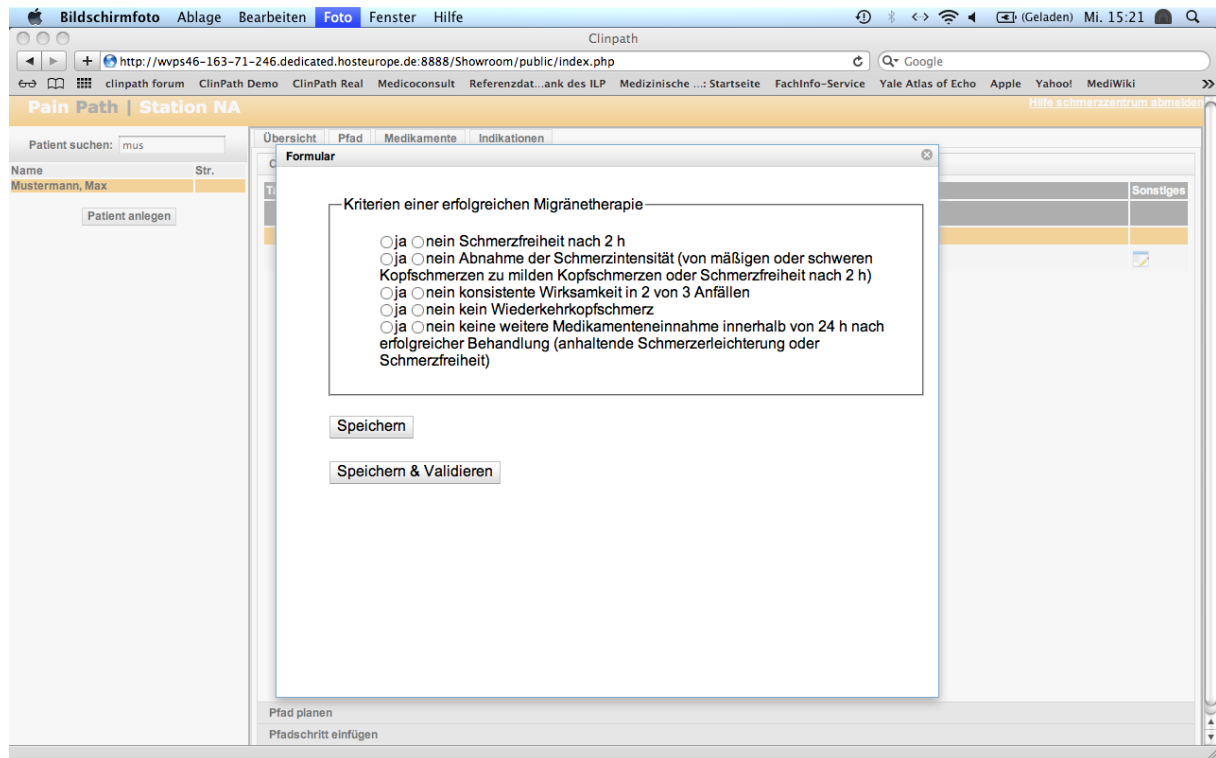 Bildschirmfoto Ablage Bearbeiten Foto Fenster Hilfe (Geladen) Mi. 15:21
Clinpath
http://wvps46-163-71-246.dedicated.hosteurope.de:8888/Showroom/public/index.php Google
clinpath forum ClinPath Demo ClinPath Real Medicoconsult Referenzdat...ank des ILP Medizinische ...: Startseite FachInfo-Service Yale Atlas of Echo Apple Yahoo! MediWiki
Pain Path | Station NA Hilfe schmerzzentrum abmelden
Patient suchen: mus
Name Str.
Mustermann, Max
Patient anlegen
Übersicht Pfad Medikamente Indikationen
Formular
Sonstiges
Kriterien einer erfolgreichen Migränetherapie
ja nein Schmerzfreiheit nach 2 h
ja nein Abnahme der Schmerzintensität (von mäßigen oder schweren
Kopfschmerzen zu milden Kopfschmerzen oder Schmerzfreiheit nach 2 h)
ja nein konsistente Wirksamkeit in 2 von 3 Anfällen
ja nein kein Wiederkehrkopfschmerz
ja nein keine weitere Medikamenteneinnahme innerhalb von 24 h nach
erfolgreicher Behandlung (anhaltende Schmerzerleichterung oder
Schmerzfreiheit)
Speichern
Speichern & Validieren
Pfad planen
Pfadschritt einfügen